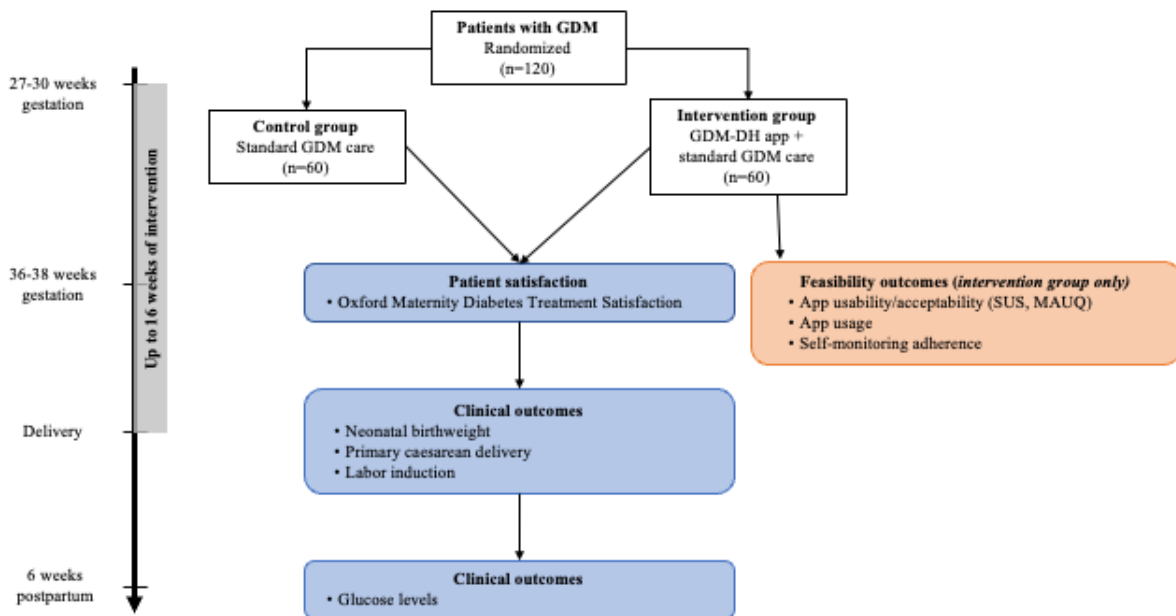 Patients with GDM
Randomized
(n=120)
27-30 weeks
gestation
Control group
Standard GDM care
(n=60)
Intervention group
GDM-DH app +
standard GDM care
(n=60)
Up to 16 weeks of intervention
36-38 weeks
gestation
Patient satisfaction
• Oxford Maternity Diabetes Treatment Satisfaction
Feasibility outcomes (intervention group only)
• App usability/acceptability (SUS, MAUQ)
• App usage
• Self-monitoring adherence
Delivery
Clinical outcomes
• Neonatal birthweight
• Primary caesarean delivery
• Labor induction
6 weeks
postpartum
Clinical outcomes
• Glucose levels